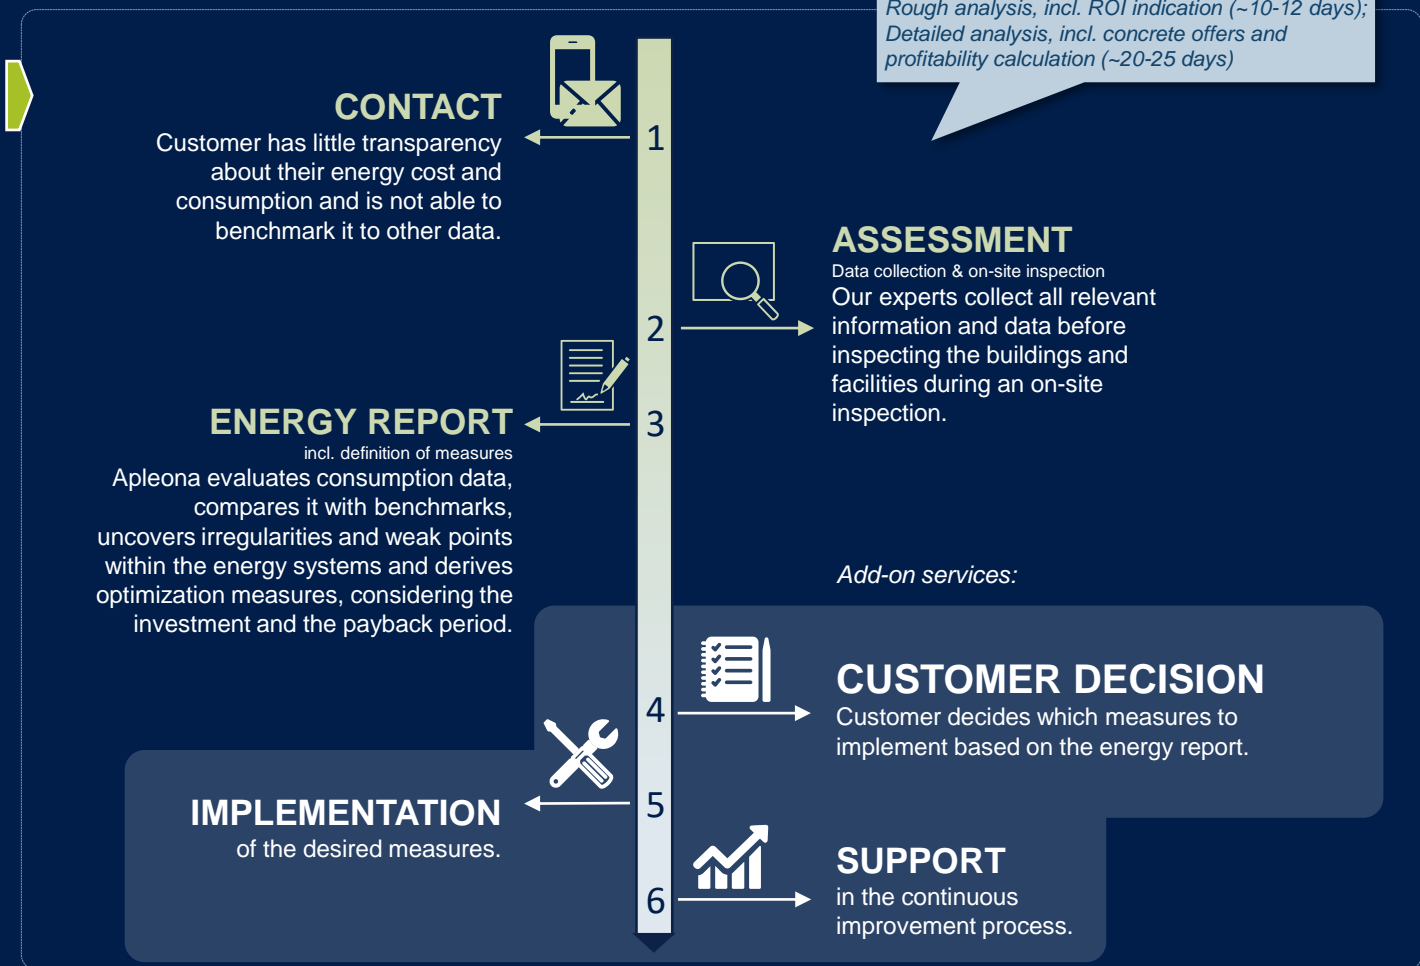 Rough analysis, incl. ROI indication (~10-12 days);
Detailed analysis, incl. concrete offers and
profitability calculation (~20-25 days)
CONTACT
Customer has little transparency
about their energy cost and
consumption and is not able to
benchmark it to other data.
1
ASSESSMENT
Data collection & on-site inspection
Our experts collect all relevant
information and data before
inspecting the buildings and
facilities during an on-site
inspection.
2
3
ENERGY REPORT
incl. definition of measures
Apleona evaluates consumption data,
compares it with benchmarks,
uncovers irregularities and weak points
within the energy systems and derives
optimization measures, considering the
investment and the payback period.
Add-on services:
4
CUSTOMER DECISION
Customer decides which measures to
implement based on the energy report.
5
IMPLEMENTATION
of the desired measures.
6
SUPPORT
in the continuous
improvement process.